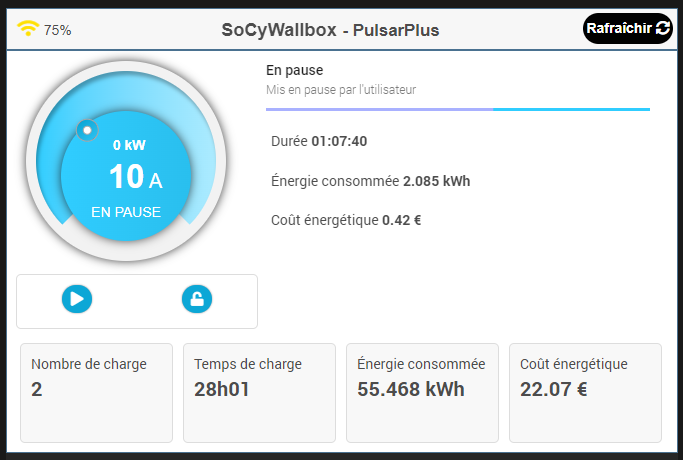 75%
SoCyWallbox - PulsarPlus
Rafraîchir
En pause
Mis en pause par l'utilisateur
0 kW
10 A
EN PAUSE
Durée 01:07:40
Énergie consommée 2.085 kWh
Coût énergétique 0.42 €
Nombre de charge
2
Temps de charge
28h01
Énergie consommée
55.468 kWh
Coût énergétique
22.07 €